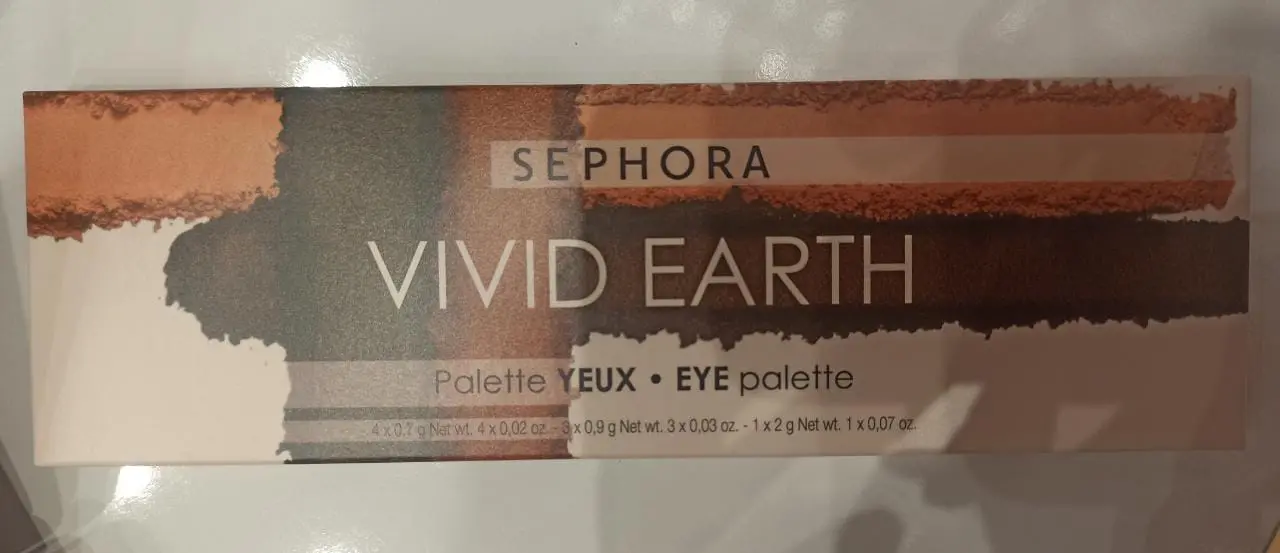 SEPHORA
VIVID EARTH
Palette YEUX • EYE palette
4 x 0,7 g Net wt. 4 x 0,02 oz. - 3 x 0,9 g Net wt. 3 x 0,03 oz. - 1 x 2 g Net wt. 1 x 0,07 oz.